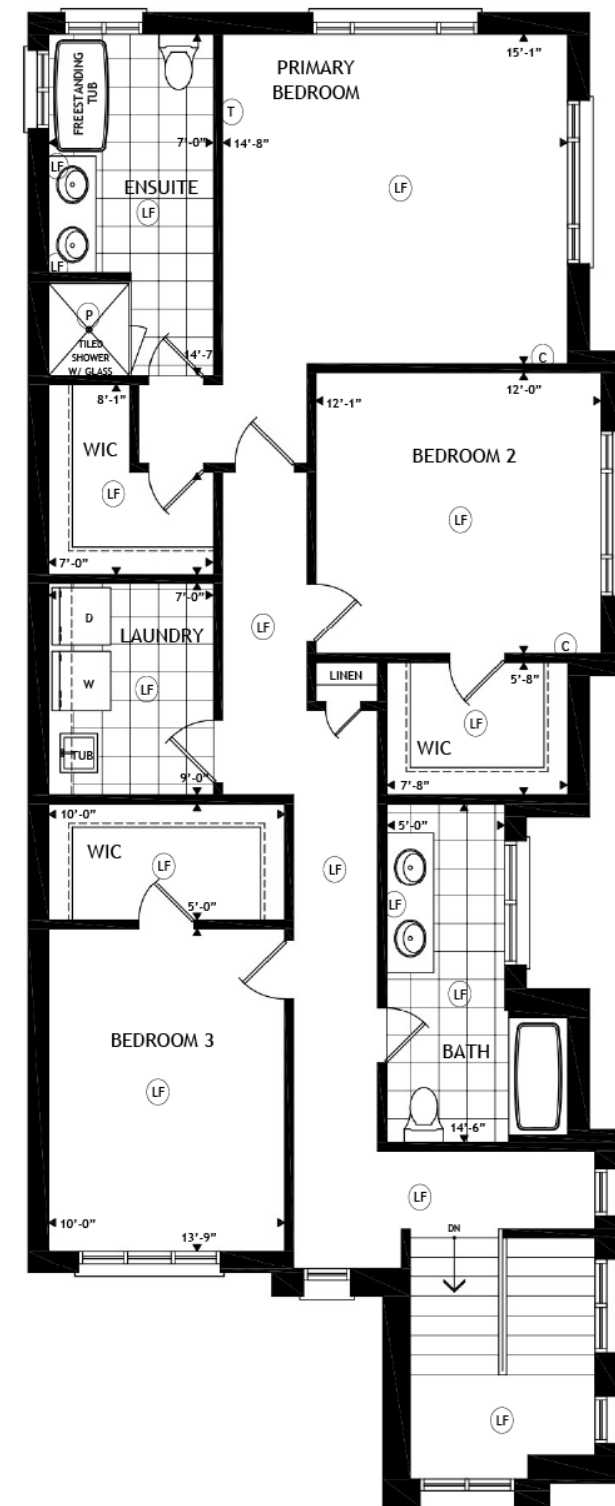 15'-1"
PRIMARY
BEDROOM
FREESTANDING
TUB
T
7'-0"
14'-8"
LF
ENSUITE
LF
LF
LF
P
TILED
SHOWER
W/ GLASS
14'-7
C
8'-1"
12'-1"
12'-0"
WIC
BEDROOM 2
LF
LF
7'-0"
7'-0"
D
LAUNDRY
LF
C
W
LF
LINEN
5'-8"
LF
TUB
WIC
9'-0"
7'-8"
10'-0"
5'-0"
WIC
LF
LF
5'-0"
LF
LF
BEDROOM 3
BATH
LF
14'-6"
LF
10'-0"
13'-9"
DN
LF